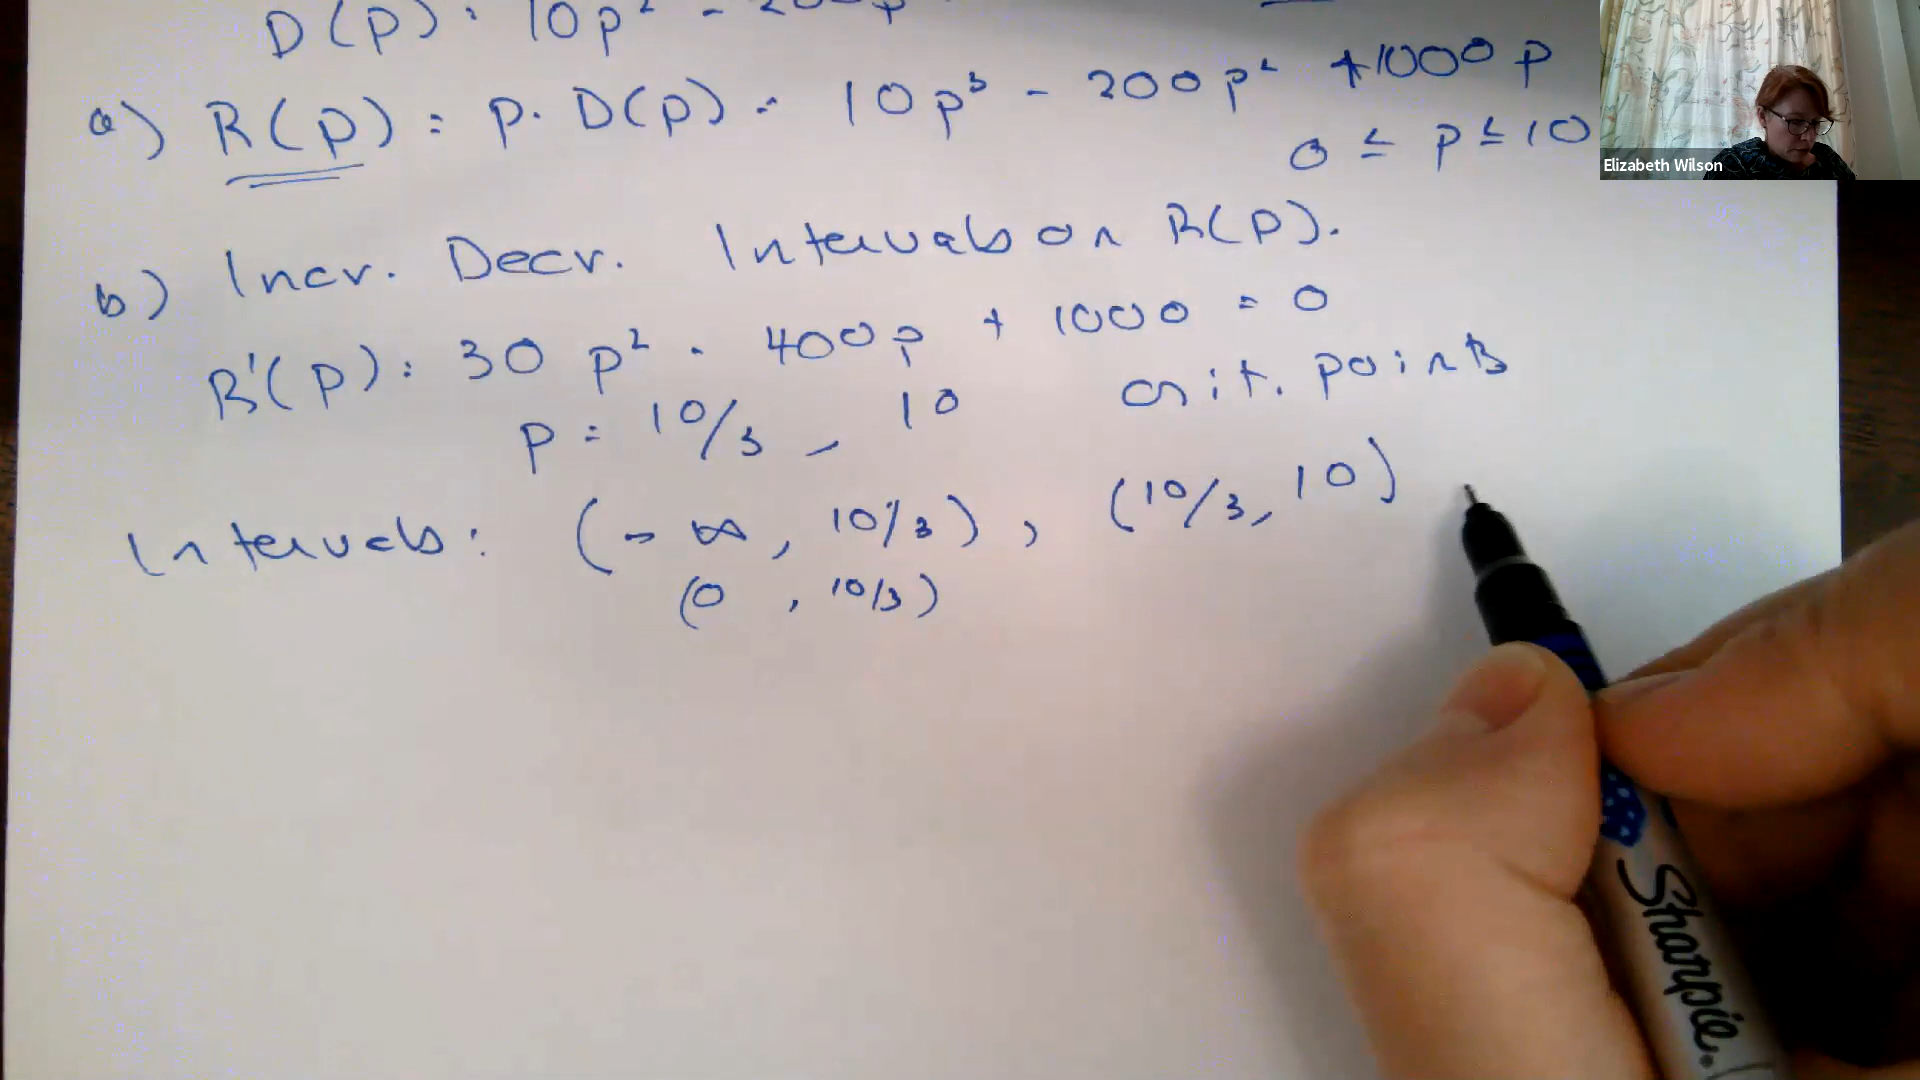 D(p) : 10p² - 200p
a) R(p) = p. D(p) = 10p³ - 200p² +1000p
0 ≤ p ≤ 10
Elizabeth Wilson
b) Incr. Decr. Intervals on R(p).
R'(p): 30p² - 400p + 1000 = 0
p = 10/3, 10 crit. points
Intervals: (-∞, 10/3), (10/3, 10)
(0, 10/3)
Sharpie.